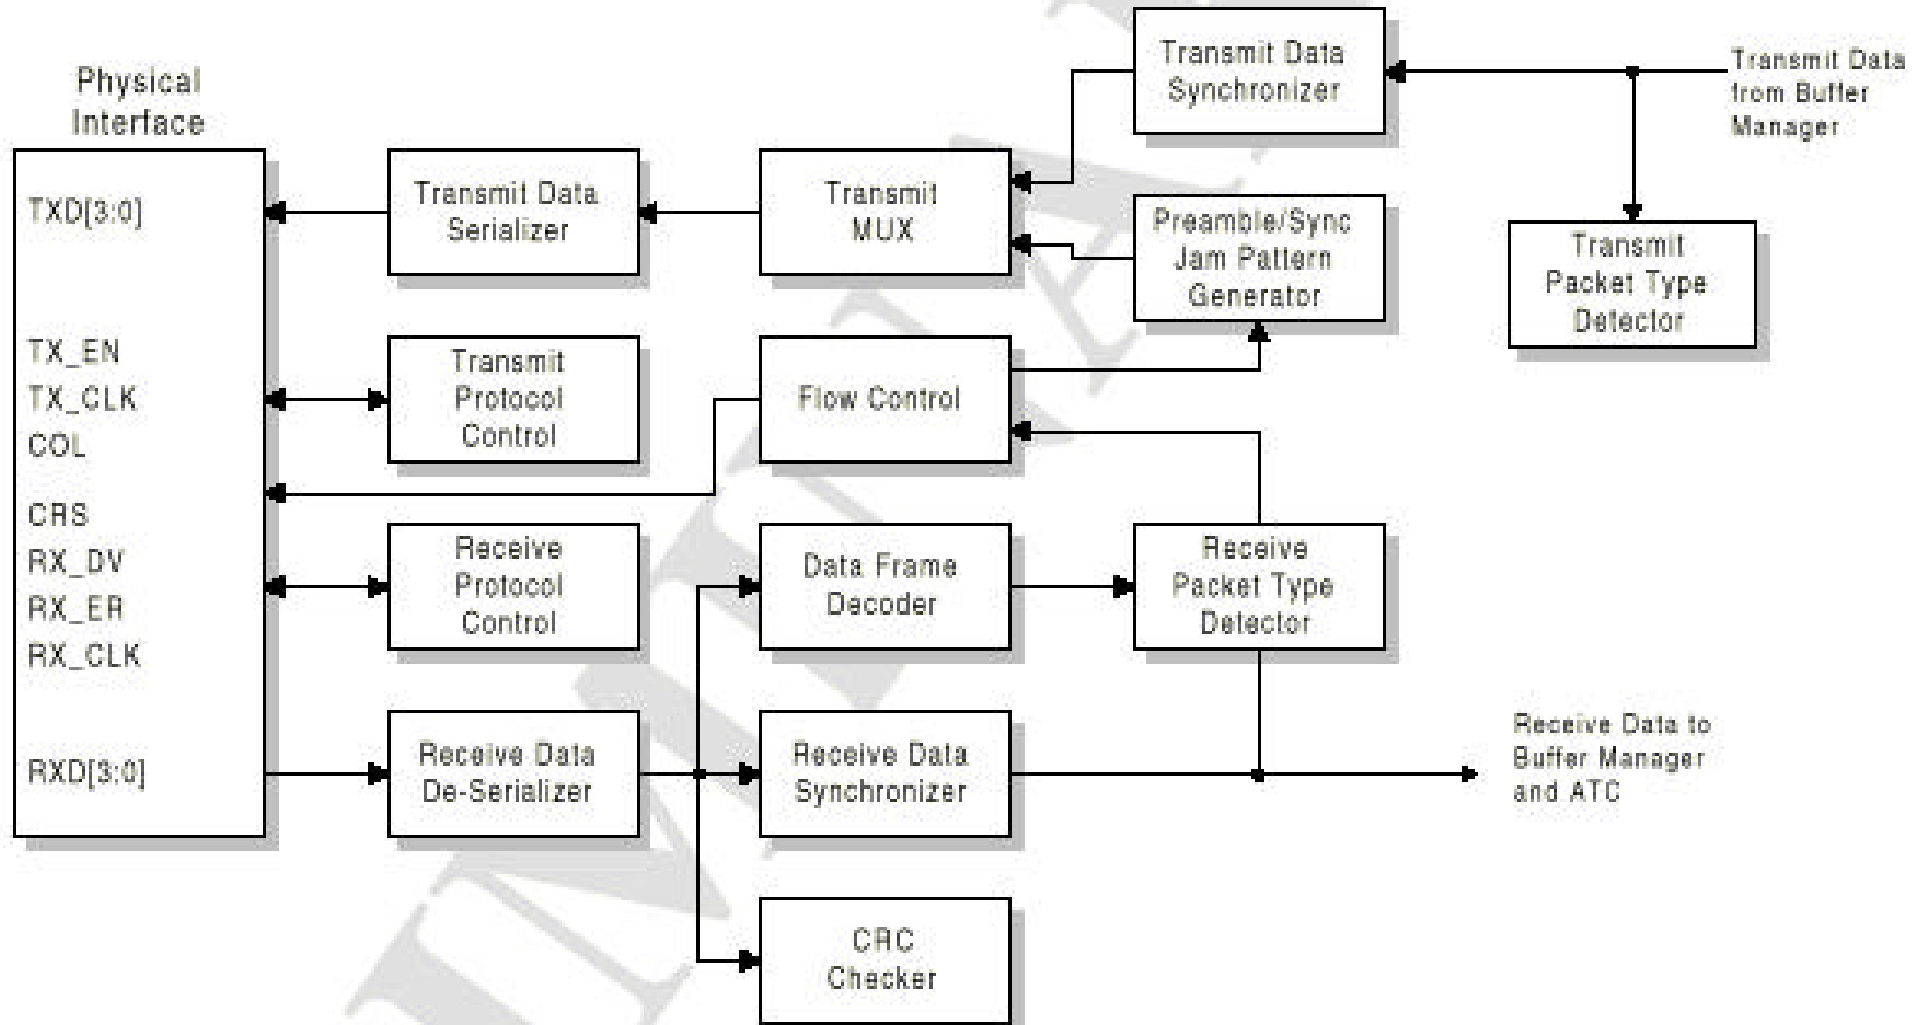 Physical
Interface
TXD[3:0]
TX_EN
TX_CLK
COL
CRS
RX_DV
RX_ER
RX_CLK
RXD[3:0]
Transmit Data
Serializer
Transmit
MUX
Transmit Data
Synchronizer
Transmit Data
from Buffer
Manager
Preamble/Sync
Jam Pattern
Generator
Transmit
Packet Type
Detector
Transmit
Protocol
Control
Flow Control
Receive
Protocol
Control
Data Frame
Decoder
Receive
Packet Type
Detector
Receive Data
De-Serializer
Receive Data
Synchronizer
Receive Data to
Buffer Manager
and ATC
CRC
Checker